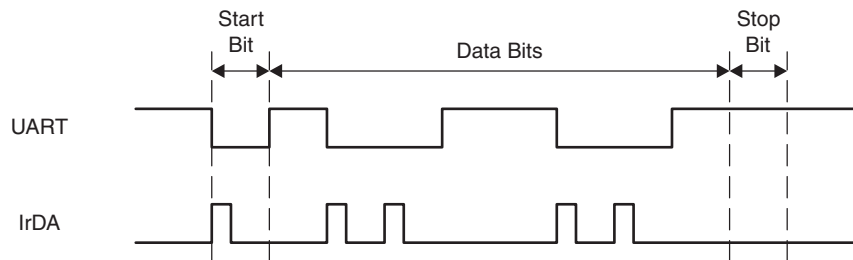 Start
Bit
Data Bits
Stop
Bit
UART
IrDA